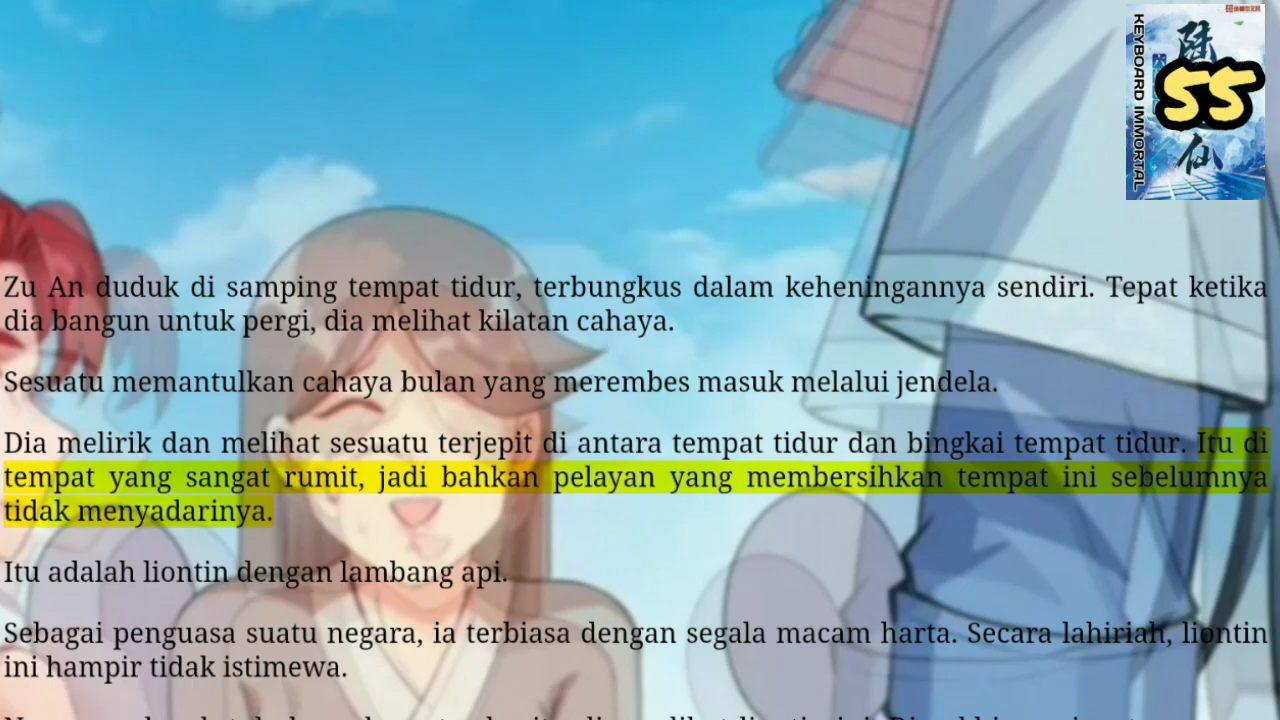 KEYBOARD IMMORTAL
陆
仙
55
Zu An duduk di samping tempat tidur, terbungkus dalam keheningannya sendiri. Tepat ketika
dia bangun untuk pergi, dia melihat kilatan cahaya.
Sesuatu memantulkan cahaya bulan yang merembes masuk melalui jendela.
Dia melirik dan melihat sesuatu terjepit di antara tempat tidur dan bingkai tempat tidur. Itu di
tempat yang sangat rumit, jadi bahkan pelayan yang membersihkan tempat ini sebelumnya
tidak menyadarinya.
Itu adalah liontin dengan lambang api.
Sebagai penguasa suatu negara, ia terbiasa dengan segala macam harta. Secara lahiriah, liontin
ini hampir tidak istimewa.